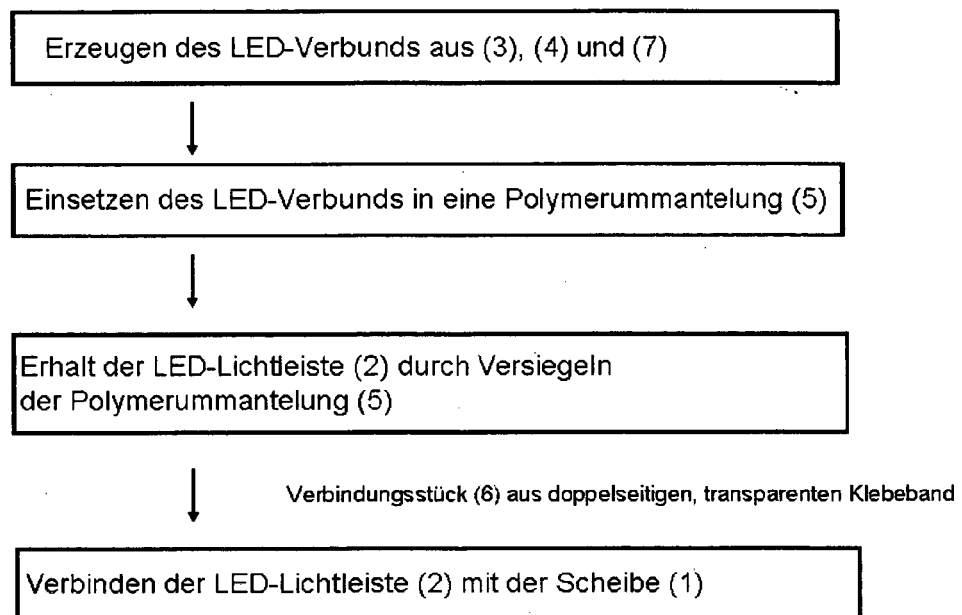 Erzeugen des LED-Verbunds aus (3), (4) und (7)
Einsetzen des LED-Verbunds in eine Polymerummantelung (5)
Erhalt der LED-Lichtleiste (2) durch Versiegeln
der Polymerummantelung (5)
Verbindungsstück (6) aus doppelseitigen, transparenten Klebeband
Verbinden der LED-Lichtleiste (2) mit der Scheibe (1)